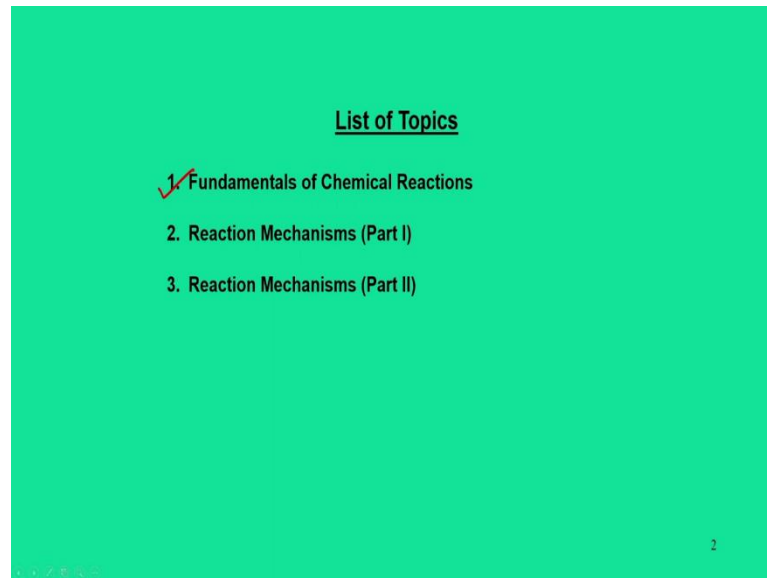 List of Topics
1. Fundamentals of Chemical Reactions
2. Reaction Mechanisms (Part I)
3. Reaction Mechanisms (Part II)
2